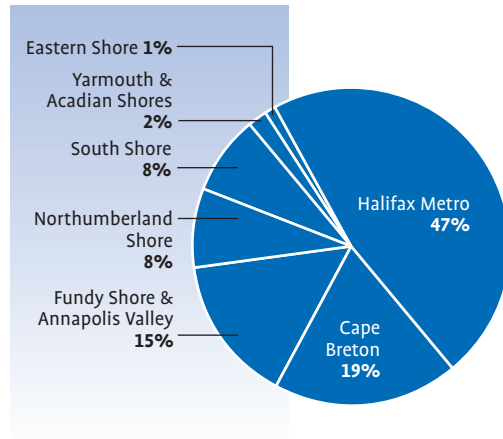 Eastern Shore 1%
Yarmouth &
Acadian Shores
2%
South Shore
8%
Northumberland
Shore
8%
Fundy Shore &
Annapolis Valley
15%
Halifax Metro
47%
Cape
Breton
19%